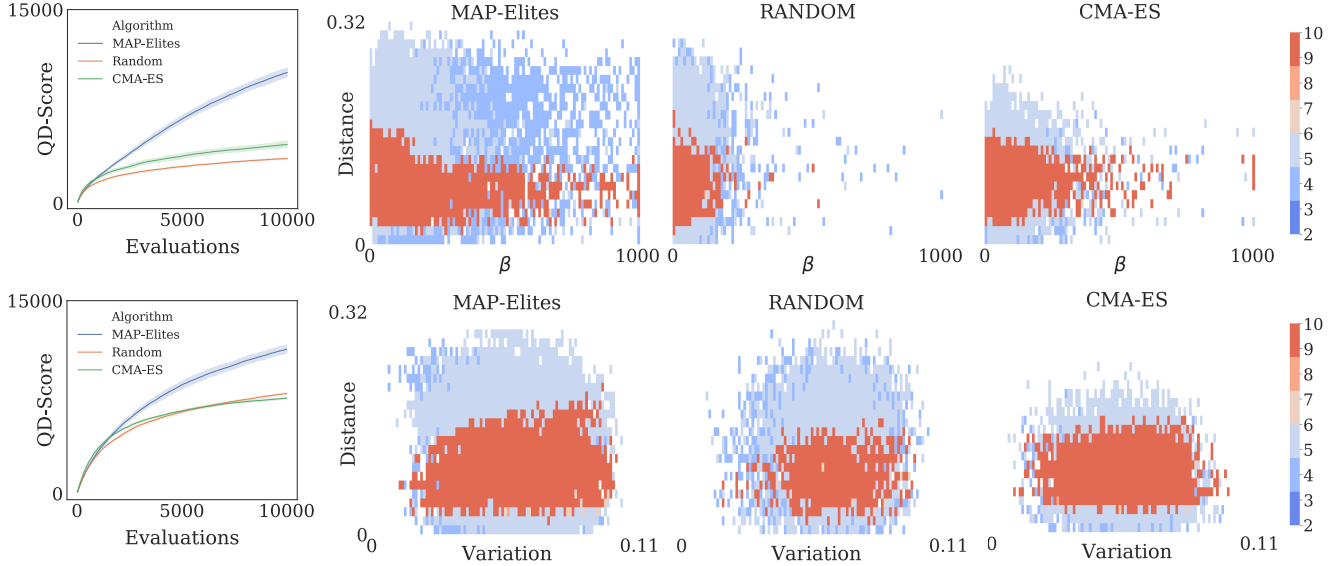 15000
QD-Score
0
Algorithm
MAP-Elites
Random
CMA-ES
0 5000 10000
Evaluations
MAP-Elites
0.32
Distance
0
0 β 1000
RANDOM
0 β 1000
CMA-ES
0 β 1000
10
9
8
7
6
5
4
3
2
15000
QD-Score
0
Algorithm
MAP-Elites
Random
CMA-ES
0 5000 10000
Evaluations
MAP-Elites
0.32
Distance
0
0 Variation 0.11
RANDOM
0 Variation 0.11
CMA-ES
0 Variation 0.11
10
9
8
7
6
5
4
3
2